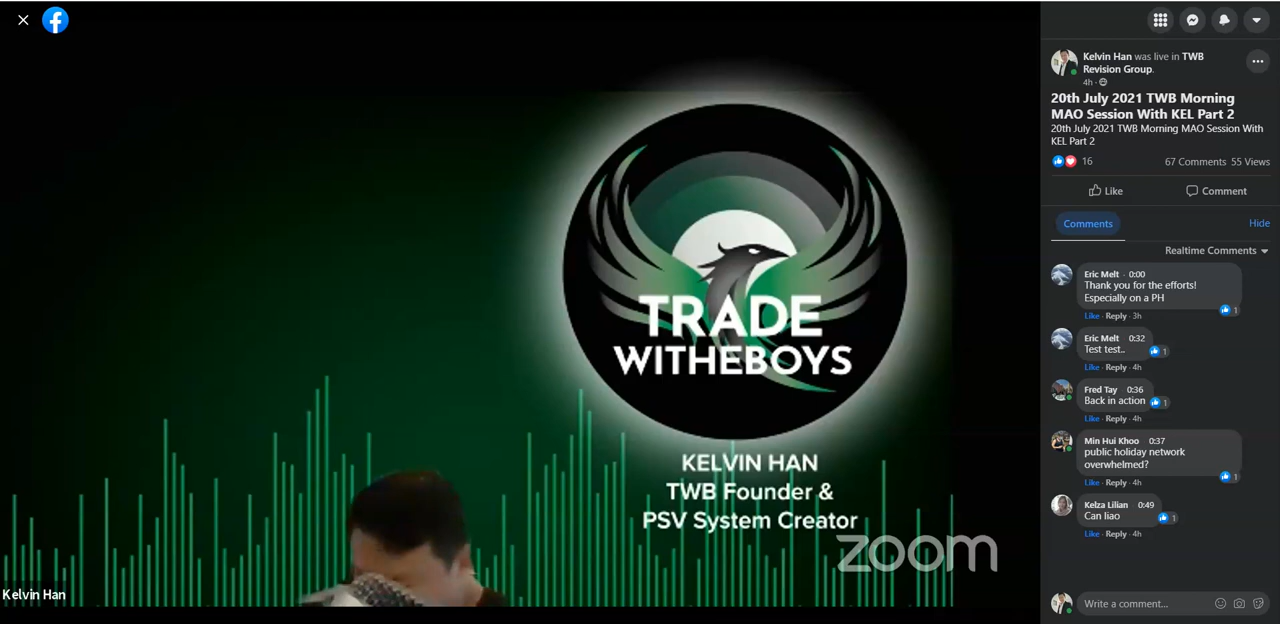 TRADE
WITHEBOYS
KELVIN HAN
TWB Founder &
PSV System Creator
zoom
Kelvin Han
Kelvin Han was live in TWB
Revision Group.
4h ·
20th July 2021 TWB Morning
MAO Session With KEL Part 2
20th July 2021 TWB Morning MAO Session With
KEL Part 2
16 67 Comments 55 Views
Like Comment
Comments Hide
Realtime Comments
Eric Melt · 0:00
Thank you for the efforts!
Especially on a PH
1
Like · Reply · 3h
Eric Melt 0:32
Test test..
1
Like · Reply · 4h
Fred Tay 0:36
Back in action
1
Like · Reply · 4h
Min Hui Khoo 0:37
public holiday network
overwhelmed?
1
Like · Reply · 4h
Kelza Lilian 0:49
Can liao
1
Like · Reply · 4h
Write a comment...